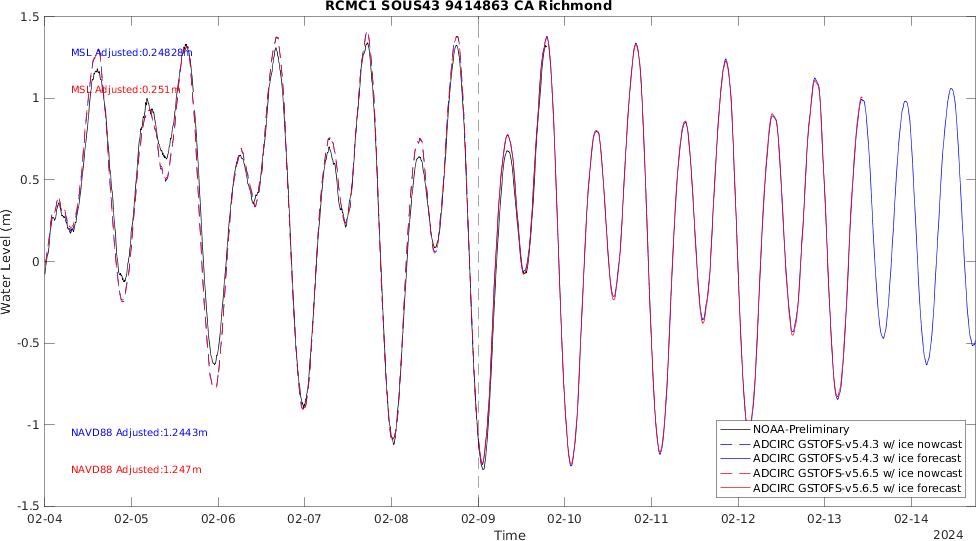 RCMC1 SOUS43 9414863 CA Richmond
1.5
MSL Adjusted:0.24828m
MSL Adjusted:0.251m
1
0.5
Water Level (m)
0
-0.5
-1
NAVD88 Adjusted:1.2443m
NAVD88 Adjusted:1.247m
NOAA-Preliminary
ADCIRC GSTOFS-v5.4.3 w/ ice nowcast
ADCIRC GSTOFS-v5.4.3 w/ ice forecast
ADCIRC GSTOFS-v5.6.5 w/ ice nowcast
ADCIRC GSTOFS-v5.6.5 w/ ice forecast
-1.5
02-04 02-05 02-06 02-07 02-08 02-09 02-10 02-11 02-12 02-13 02-14
Time
2024